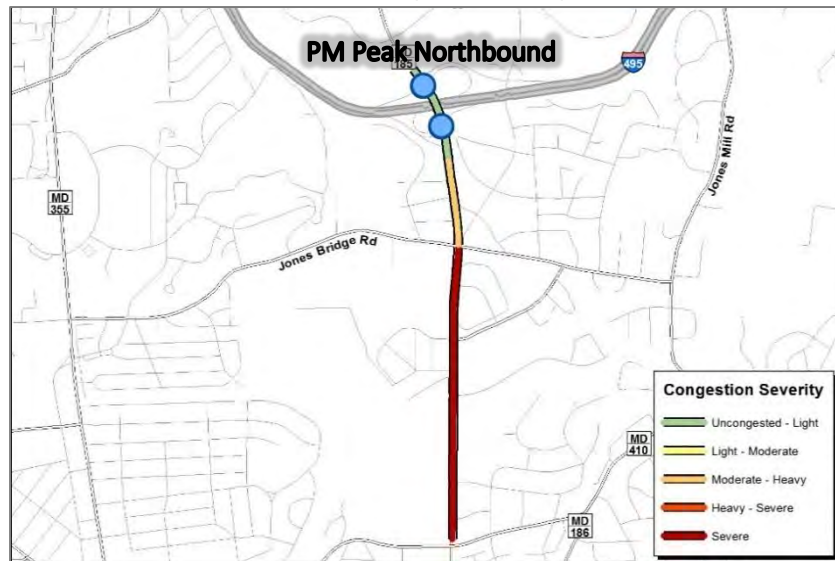 PM Peak Northbound
MD
185
495
Jones Mill Rd
MD
355
Jones Bridge Rd
Congestion Severity
Uncongested - Light
Light - Moderate
Moderate - Heavy
Heavy - Severe
Severe
MD
410
MD
186